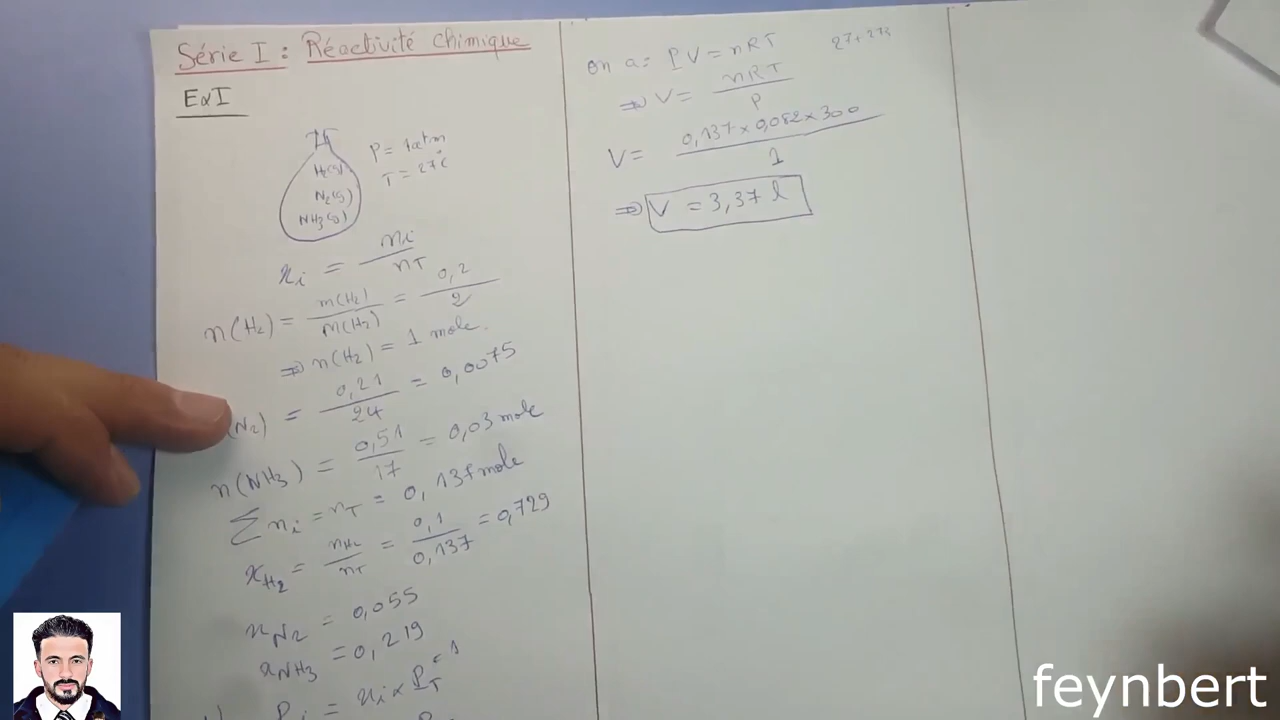 Série I : Réactivité chimique
ExI
H2(g)
N2(g)
NH3(g)
P = 1atm
T = 27°c
xi = ni / nT
n(H2) = m(H2) / M(H2) = 0,2 / 2
⇒ n(H2) = 1 mole.
(N2) = 0,21 / 24 = 0,0075
n(NH3) = 0,51 / 17 = 0,03 mole
∑ ni = nT = 0,137 mole
xH2 = nH2 / nT = 0,1 / 0,137 = 0,729
xN2 = 0,055
xNH3 = 0,219
Pi = xi × PT = 1
on a : PV = nRT
27+273
⇒ V = nRT / P
V = 0,137 × 0,082 × 300 / 1
⇒ V = 3,37 l
feynbert